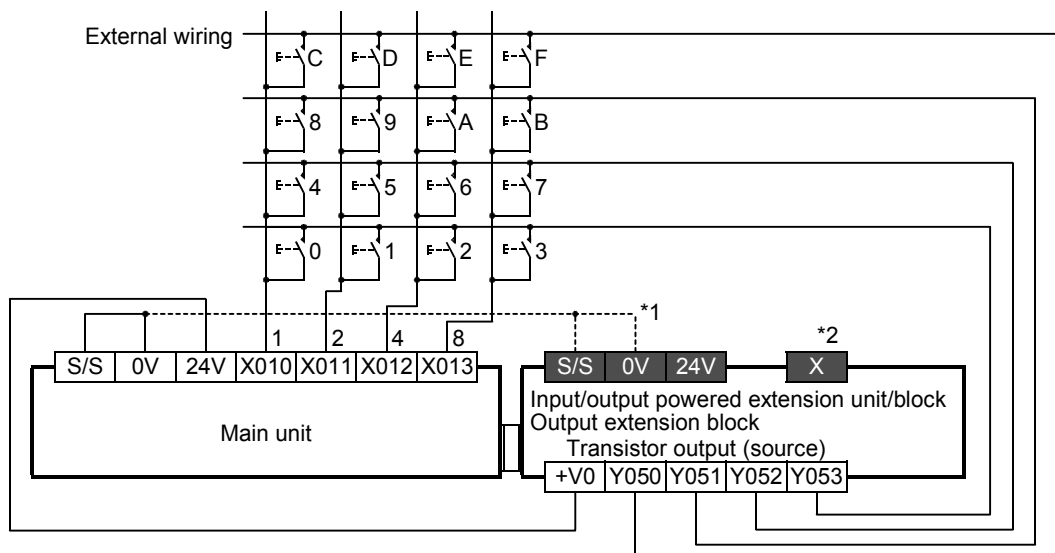 External wiring
C D E F
8 9 A B
4 5 6 7
0 1 2 3
*1
1 2 4 8
*2
S/S 0V 24V X010 X011 X012 X013
S/S 0V 24V X
Main unit
Input/output powered extension unit/block
Output extension block
Transistor output (source)
+V0 Y050 Y051 Y052 Y053